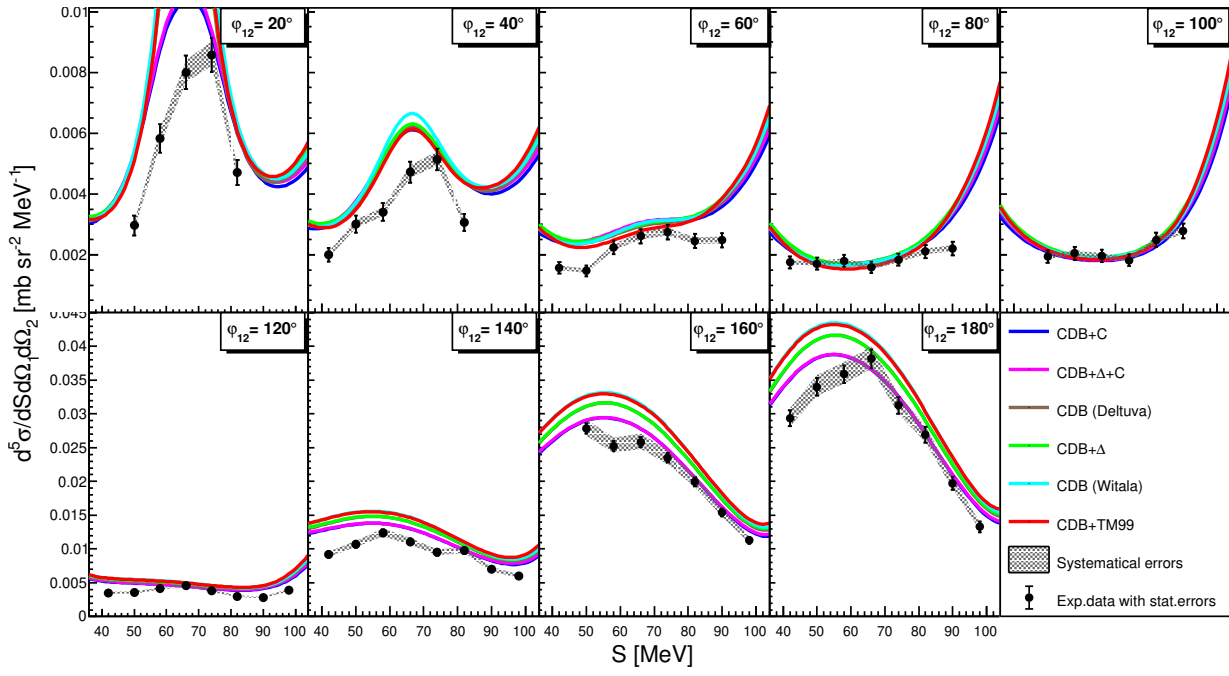 d⁵σ/dSdΩ₁dΩ₂ [mb sr⁻² MeV⁻¹]
0.01
0.008
0.006
0.004
0.002
φ₁₂= 20°
φ₁₂= 40°
φ₁₂= 60°
φ₁₂= 80°
φ₁₂= 100°
0.045
0.04
0.035
0.03
0.025
0.02
0.015
0.01
0.005
0
φ₁₂= 120°
φ₁₂= 140°
φ₁₂= 160°
φ₁₂= 180°
CDB+C
CDB+Δ+C
CDB (Deltuva)
CDB+Δ
CDB (Witala)
CDB+TM99
Systematical errors
Exp.data with stat.errors
40 50 60 70 80 90 100
40 50 60 70 80 90 100
40 50 60 70 80 90 100
40 50 60 70 80 90 100
S [MeV]